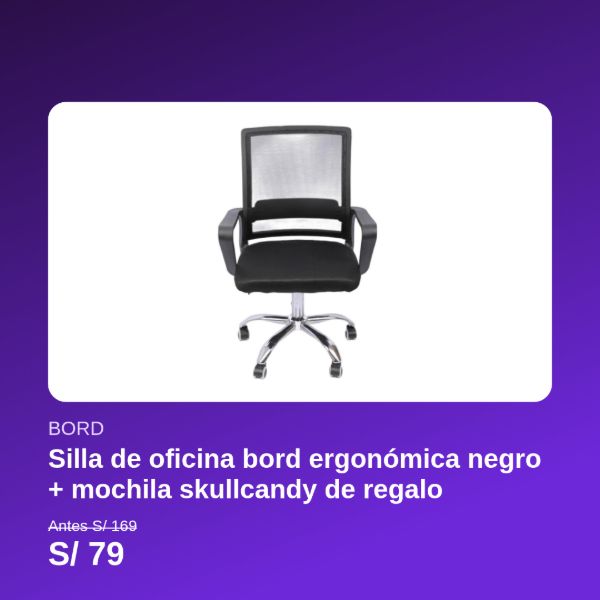 BORD
Silla de oficina bord ergonómica negro
+ mochila skullcandy de regalo
Antes S/ 169
S/ 79